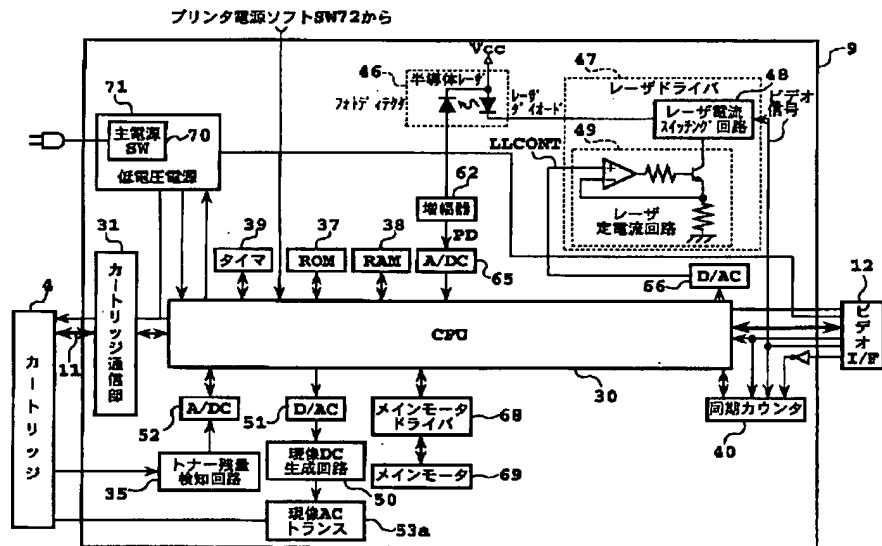 プリンタ電源ソフトSW72から
Vcc
9
46
半導体レーザ
フォトディテクタ
レーザ
ダイオード
47
レーザドライバ
48
ビデオ
信号
レーザ電流
スイッチング回路
71
主電源
SW
70
低電圧電源
LLCONT
49
レーザ
定電流回路
62
増幅器
PD
31
39
タイマ
37
ROM
38
RAM
A/DC
65
D/AC
66
12
ビデオ
I/F
4
カートリッジ
11
カートリッジ通信部
CPU
30
52
A/DC
51
D/AC
メインモータ
ドライバ
68
同期カウンタ
40
35
トナー残量
検知回路
現像DC
生成回路
50
メインモータ
69
現像AC
トランス
53a